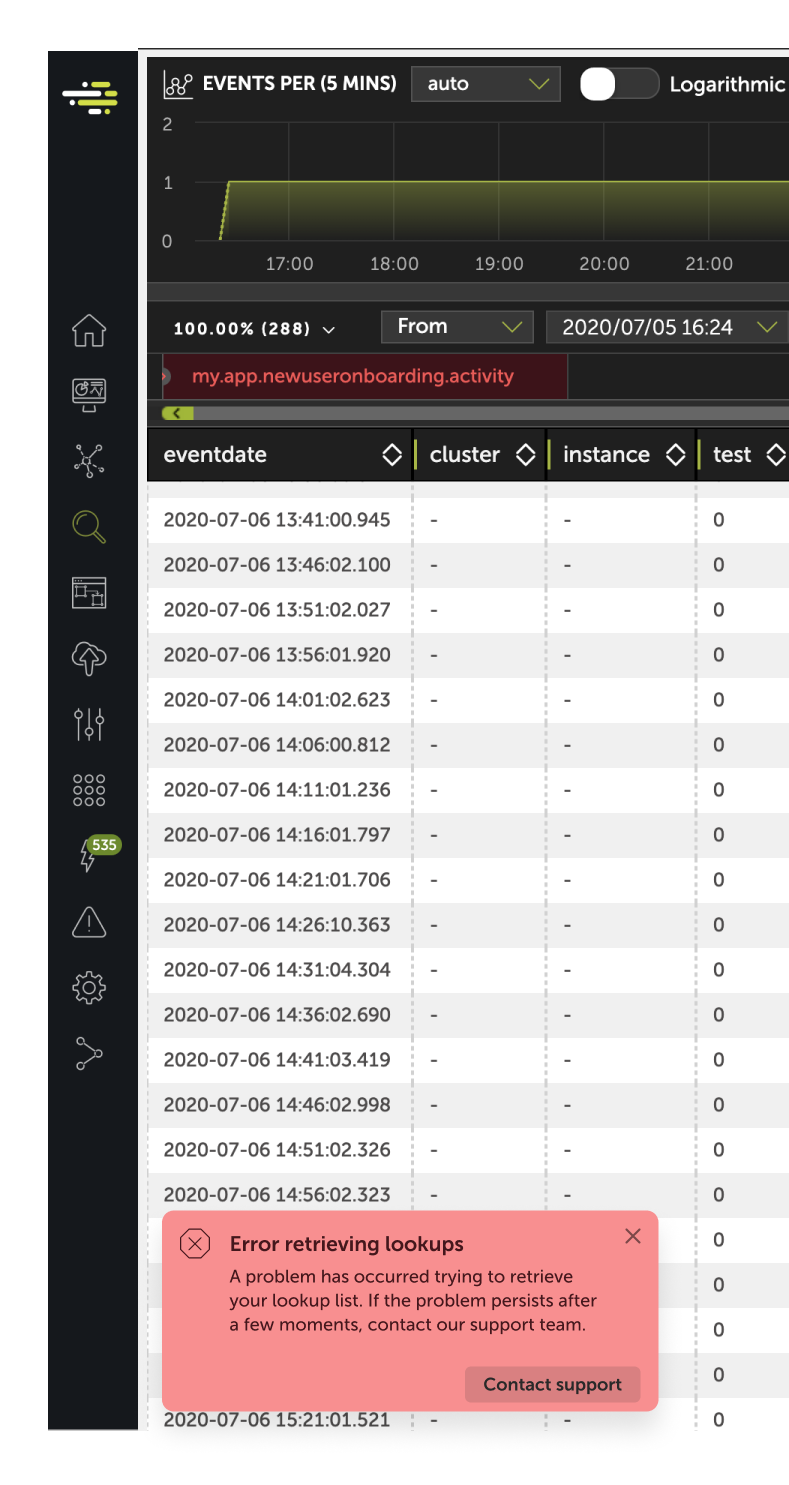 EVENTS PER (5 MINS) auto Logarithmic
2
1
0
17:00 18:00 19:00 20:00 21:00
100.00% (288) From 2020/07/05 16:24
my.app.newuseronboarding.activity
eventdate cluster instance test
2020-07-06 13:41:00.945 - - 0
2020-07-06 13:46:02.100 - - 0
2020-07-06 13:51:02.027 - - 0
2020-07-06 13:56:01.920 - - 0
2020-07-06 14:01:02.623 - - 0
2020-07-06 14:06:00.812 - - 0
2020-07-06 14:11:01.236 - - 0
2020-07-06 14:16:01.797 - - 0
535
2020-07-06 14:21:01.706 - - 0
2020-07-06 14:26:10.363 - - 0
2020-07-06 14:31:04.304 - - 0
2020-07-06 14:36:02.690 - - 0
2020-07-06 14:41:03.419 - - 0
2020-07-06 14:46:02.998 - - 0
2020-07-06 14:51:02.326 - - 0
2020-07-06 14:56:02.323 - - 0
Error retrieving lookups
0
A problem has occurred trying to retrieve
0
your lookup list. If the problem persists after
a few moments, contact our support team.
0
Contact support
0
2020-07-06 15:21:01.521 - - 0